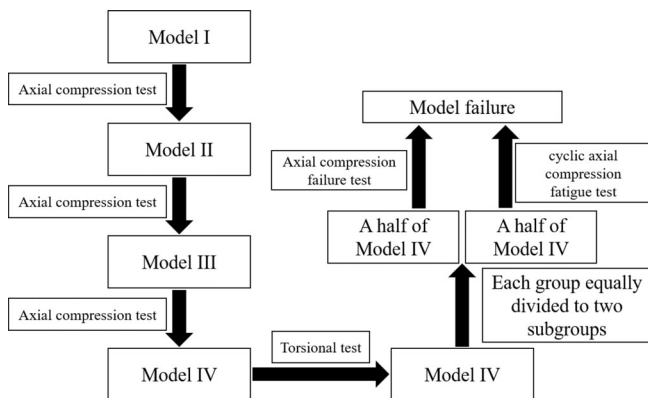 Model I
Axial compression test
Model II
Axial compression test
Model III
Axial compression test
Model IV
Torsional test
Model IV
Each group equally
divided to two
subgroups
A half of
Model IV
A half of
Model IV
Axial compression
failure test
cyclic axial
compression
fatigue test
Model failure